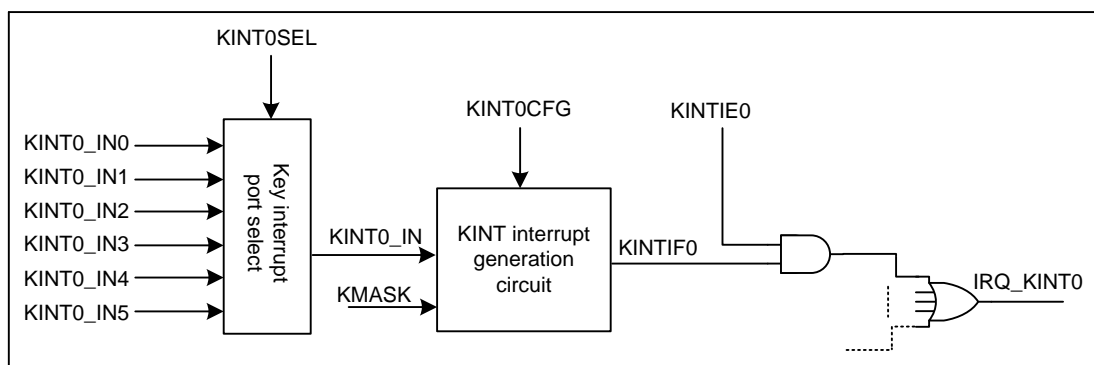 KINT0SEL
KINT0CFG
KINTIE0
KINT0_IN0
KINT0_IN1
KINT0_IN2
KINT0_IN3
KINT0_IN4
KINT0_IN5
Key interrupt
port select
KINT0_IN
KMASK
KINT interrupt
generation
circuit
KINTIF0
IRQ_KINT0